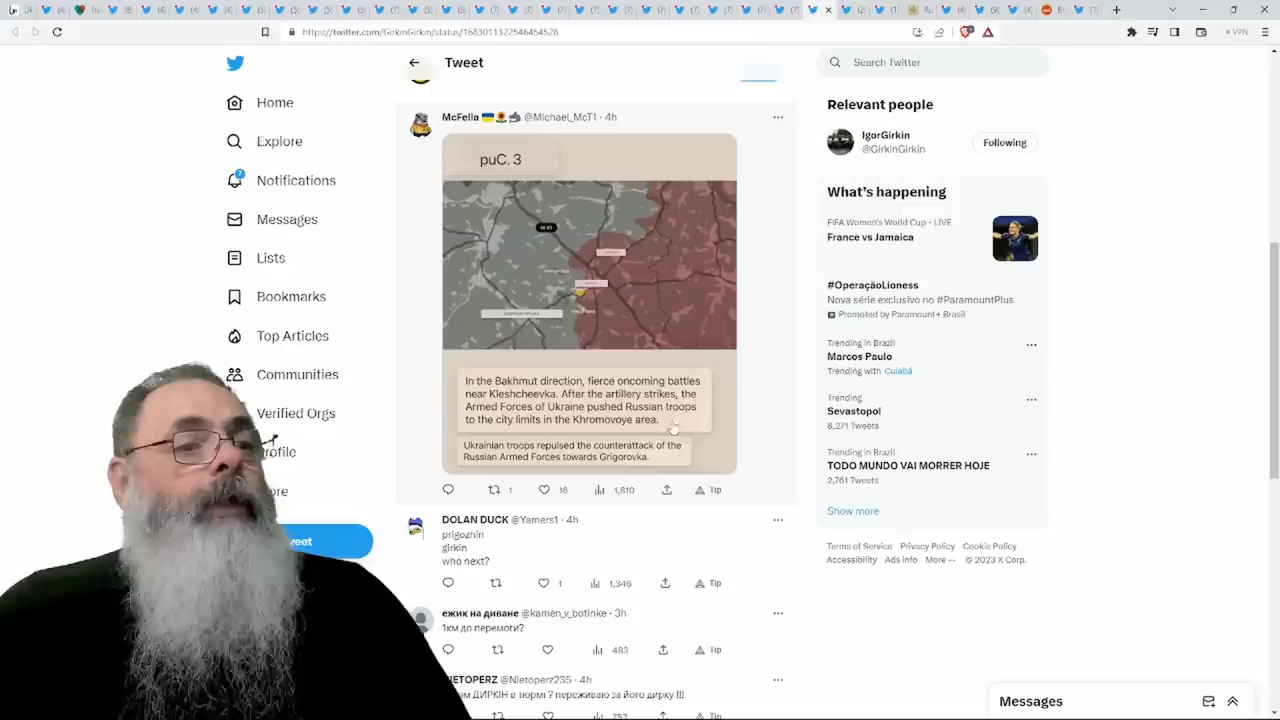 https://twitter.com/GirkinGirkin/status/1683011322546454528
VPN
Home
Explore
7
Notifications
Messages
Lists
Bookmarks
Top Articles
Communities
Verified Orgs
Tweet
McFella @Michael_McT1 · 4h
puC. 3
In the Bakhmut direction, fierce oncoming battles
near Kleshcheevka. After the artillery strikes, the
Armed Forces of Ukraine pushed Russian troops
to the city limits in the Khromovoye area.
Ukrainian troops repulsed the counterattack of the
Russian Armed Forces towards Grigorovka.
1 16 1,810 Tip
DOLAN DUCK @Yamers1 · 4h
prigozhin
girkin
who next?
1 1,346 Tip
ежик на диване @kamen_v_botinke · 3h
1км до перемоги?
483 Tip
NIETOPERZ @Nietoperz235 · 4h
ДИРКІН в тюрмі ? переживаю за його дирку !!!
753 Tip
Search Twitter
Relevant people
IgorGirkin
@GirkinGirkin
Following
What's happening
FIFA Women's World Cup · LIVE
France vs Jamaica
#OperaçãoLioness
Nova série exclusivo no #ParamountPlus
Promoted by Paramount+ Brasil
Trending in Brazil
Marcos Paulo
Trending with Cuiabá
Trending
Sevastopol
8,271 Tweets
Trending in Brazil
TODO MUNDO VAI MORRER HOJE
2,761 Tweets
Show more
Terms of Service Privacy Policy Cookie Policy
Accessibility Ads info More ··· © 2023 X Corp.
Messages